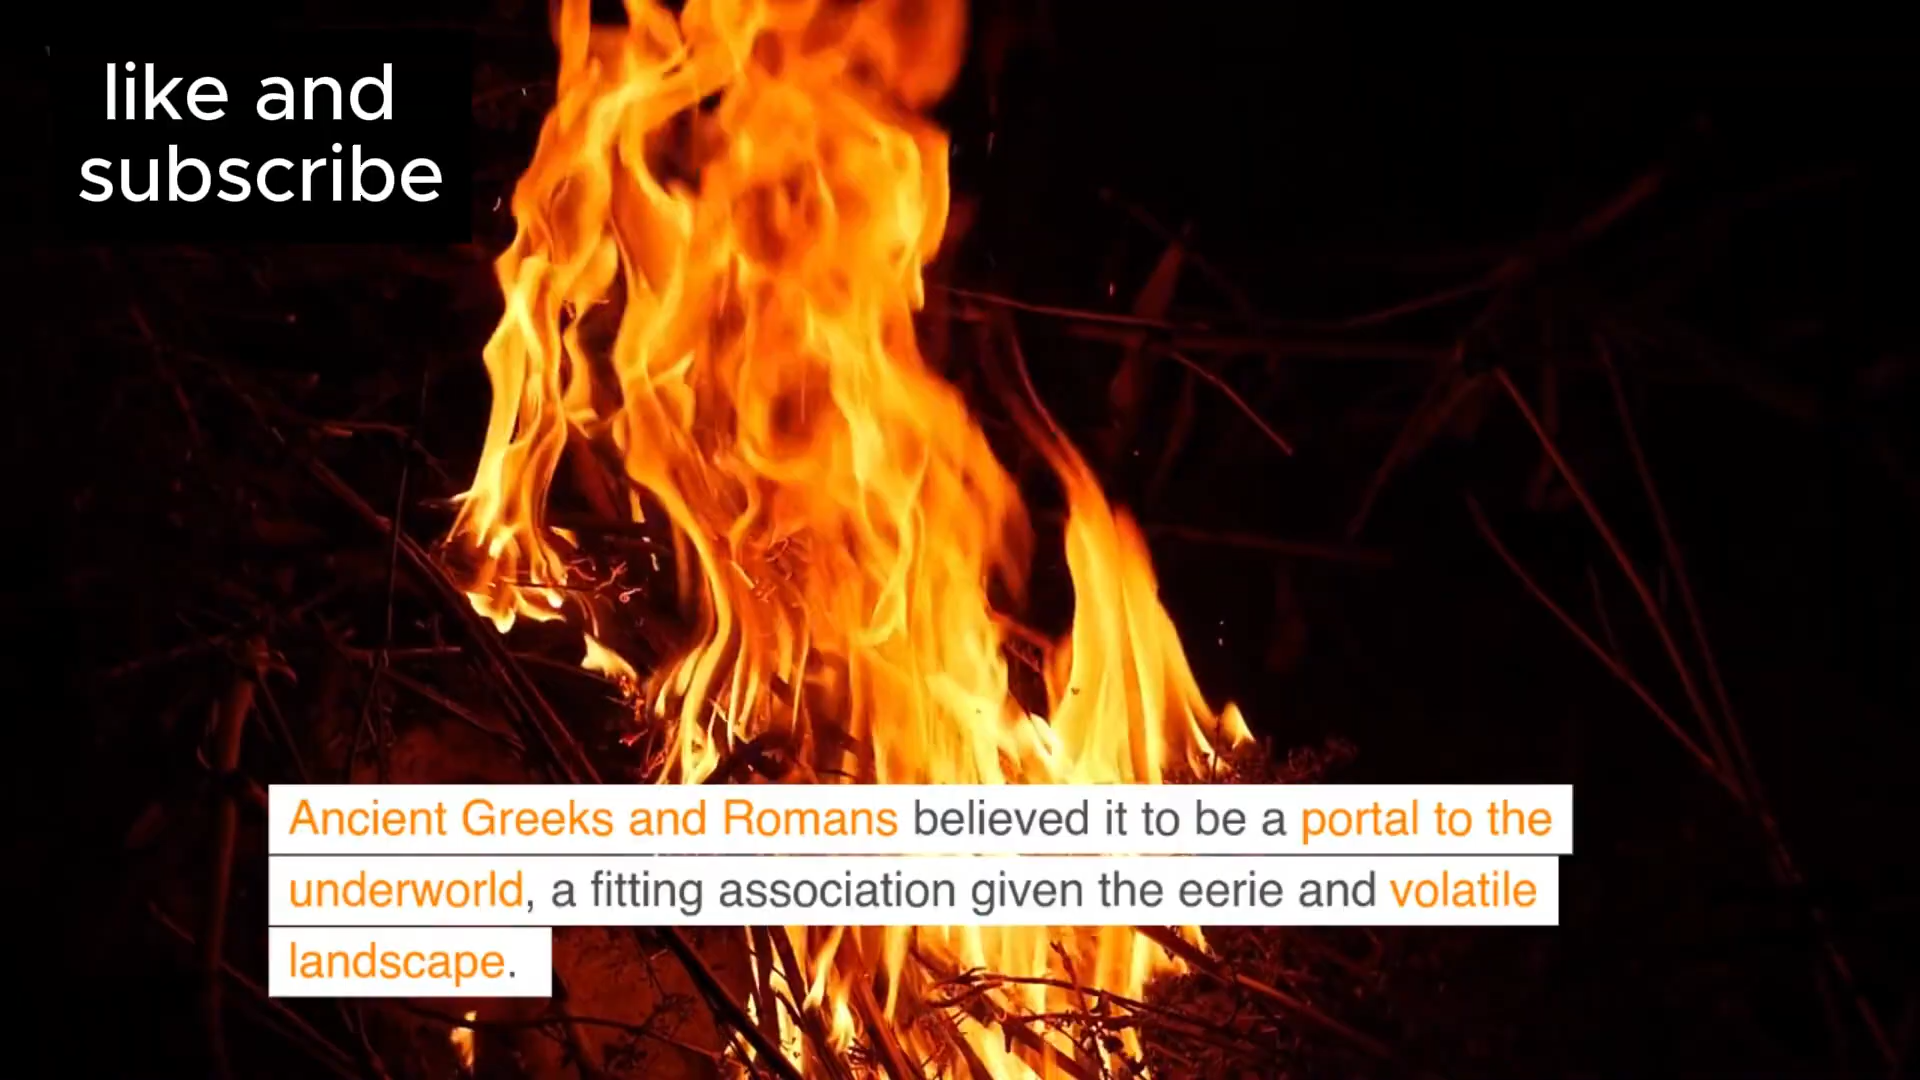 like and
subscribe
Ancient Greeks and Romans believed it to be a portal to the
underworld, a fitting association given the eerie and volatile
landscape.